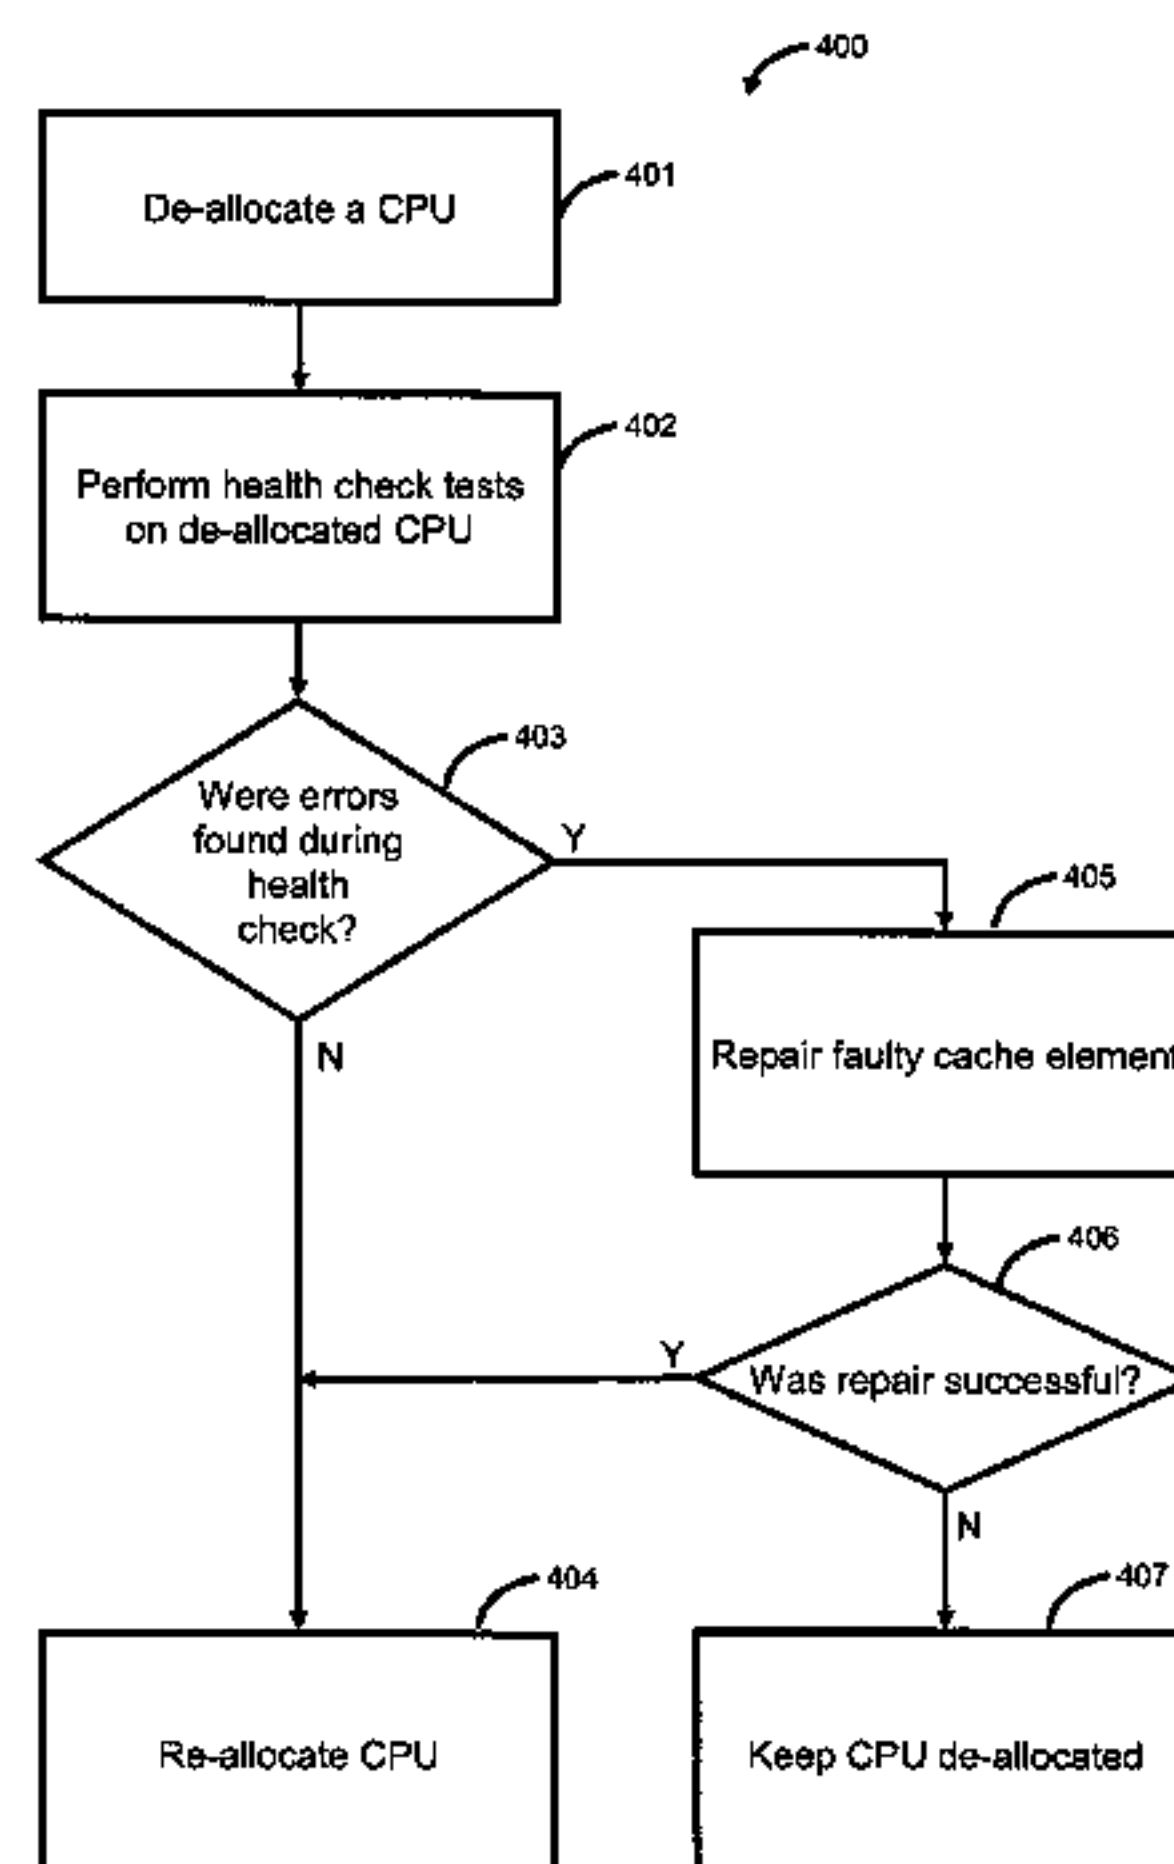 400
De-allocate a CPU
401
Perform health check tests
on de-allocated CPU
402
Were errors
found during
health
check?
403
Y
N
405
Repair faulty cache element
406
Was repair successful?
Y
N
404
Re-allocate CPU
407
Keep CPU de-allocated